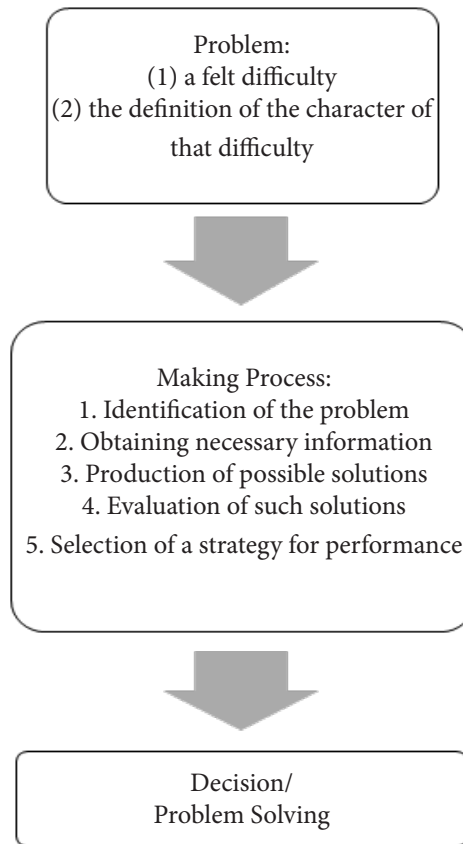 Problem:
(1) a felt difficulty
(2) the definition of the character of
that difficulty
Making Process:
1. Identification of the problem
2. Obtaining necessary information
3. Production of possible solutions
4. Evaluation of such solutions
5. Selection of a strategy for performance
Decision/
Problem Solving